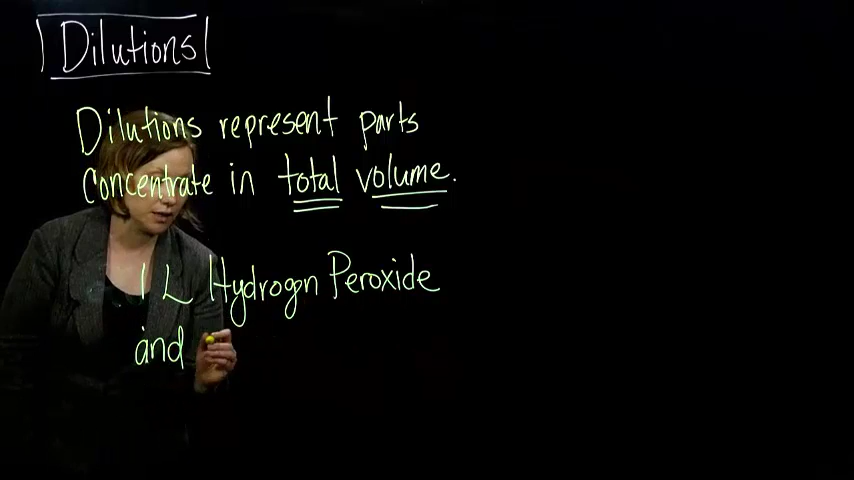 Dilutions
Dilutions represent parts
Concentrate in total volume.
1 L Hydrogn Peroxide
and